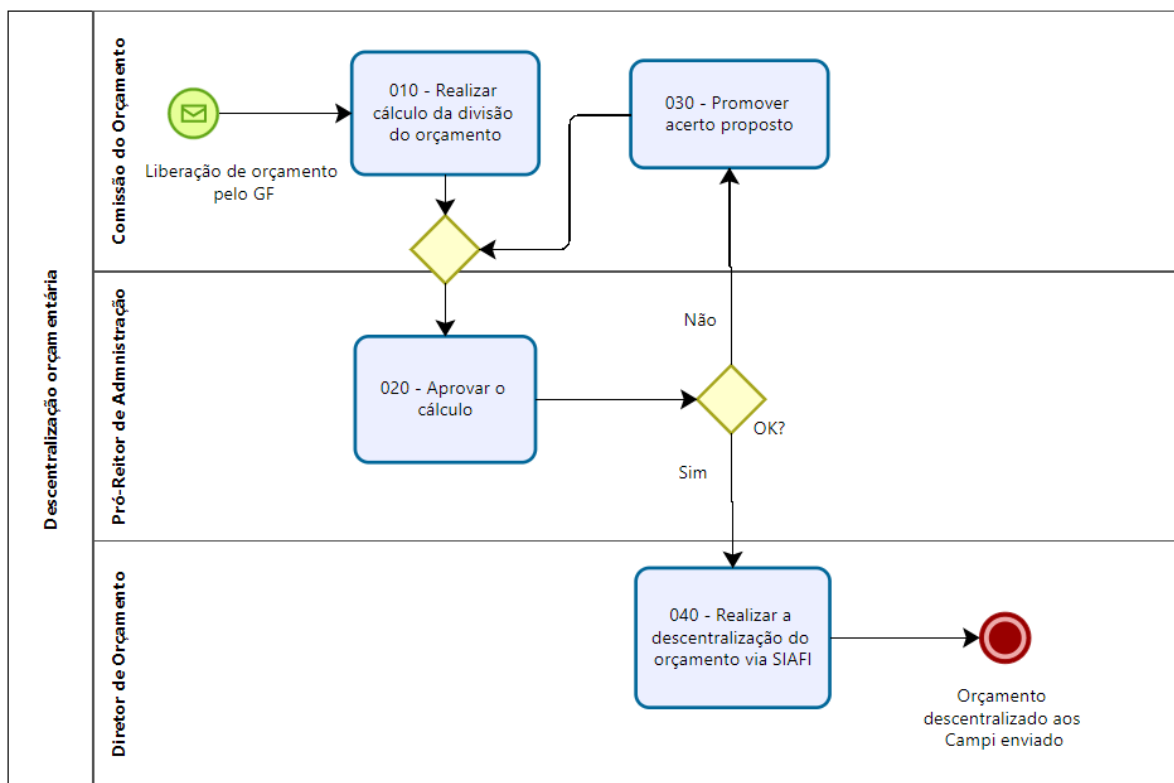 Descentralização orçamentária
Comissão do Orçamento
Liberação de orçamento
pelo GF
010 - Realizar
cálculo da divisão
do orçamento
030 - Promover
acerto proposto
Pró-Reitor de Admnistração
020 - Aprovar o
cálculo
Não
OK?
Sim
Diretor de Orçamento
040 - Realizar a
descentralização do
orçamento via SIAFI
Orçamento
descentralizado aos
Campi enviado